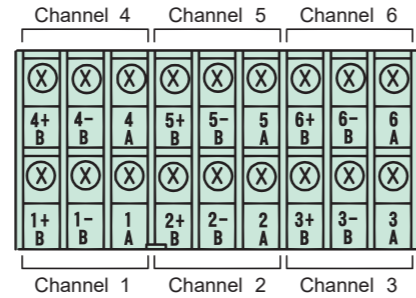 Channel 4 Channel 5 Channel 6
4+ 4- 4 5+ 5- 5 6+ 6- 6
B B A B B A B B A
1+ 1- 1 2+ 2- 2 3+ 3- 3
B B A B B A B B A
Channel 1 Channel 2 Channel 3